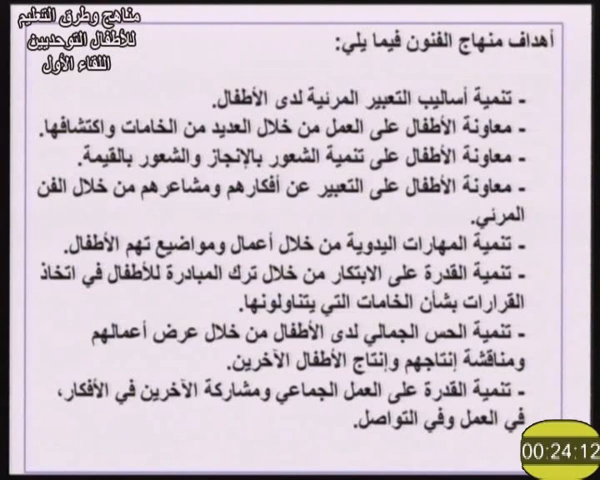 مناهج وطرق التعليم
للأطفال التوحديين
اللقاء الأول
أهداف منهاج الفنون فيما يلي:
- تنمية أساليب التعبير المرئية لدى الأطفال.
- معاونة الأطفال على العمل من خلال العديد من الخامات واكتشافها.
- معاونة الأطفال على تنمية الشعور بالإنجاز والشعور بالقيمة.
- معاونة الأطفال على التعبير عن أفكارهم ومشاعرهم من خلال الفن
المرئي.
- تنمية المهارات اليدوية من خلال أعمال ومواضيع تهم الأطفال.
- تنمية القدرة على الابتكار من خلال ترك المبادرة للأطفال في اتخاذ
القرارات بشأن الخامات التي يتناولونها.
- تنمية الحس الجمالي لدى الأطفال من خلال عرض أعمالهم
ومناقشة إنتاجهم وإنتاج الأطفال الآخرين.
- تنمية القدرة على العمل الجماعي ومشاركة الآخرين في الأفكار،
في العمل وفي التواصل.
00:24:12